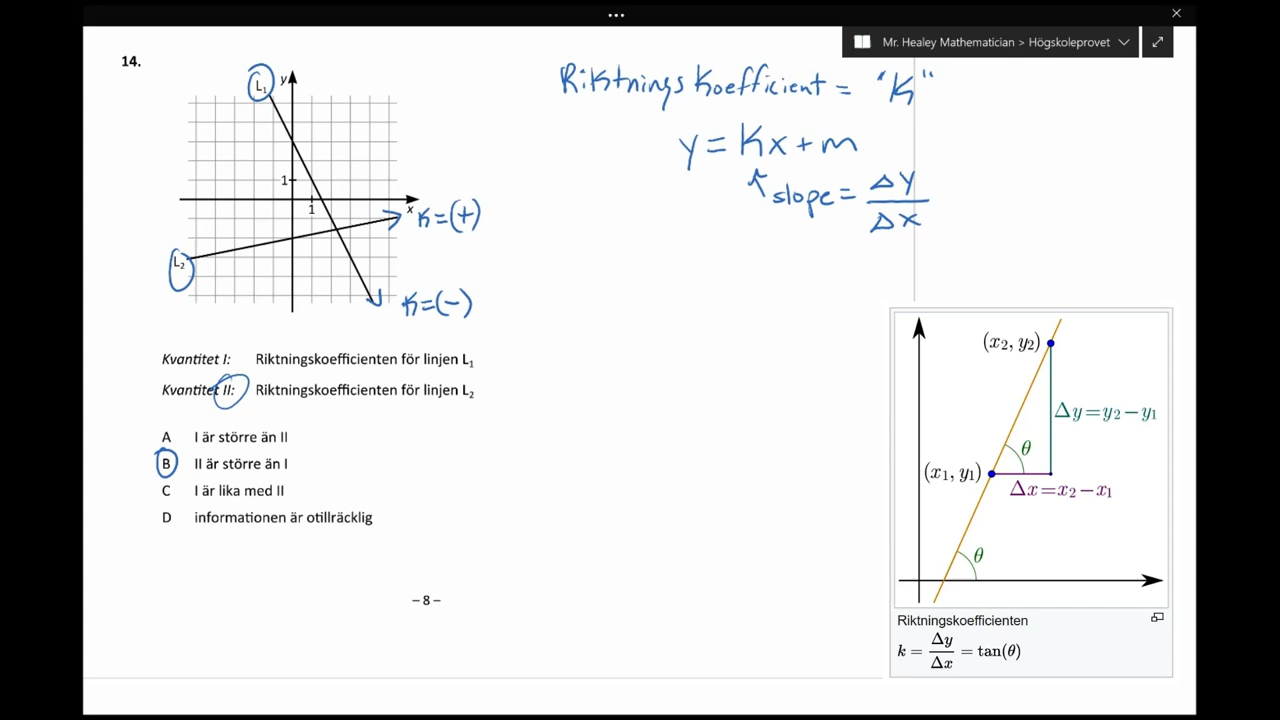 Mr. Healey Mathematician > Högskoleprovet
14.
L₁
y
1
1
x
L₂
K=(+)
K=(-)
Riktnings Koefficient = "K"
y = Kx+m
slope = ΔY/ΔX
Kvantitet I: Riktningskoefficienten för linjen L₁
Kvantitet II: Riktningskoefficienten för linjen L₂
A I är större än II
B II är större än I
C I är lika med II
D informationen är otillräcklig
– 8 –
(x₂, y₂)
Δy=y₂−y₁
θ
(x₁, y₁)
Δx=x₂−x₁
θ
Riktningskoefficienten
k = Δy/Δx = tan(θ)